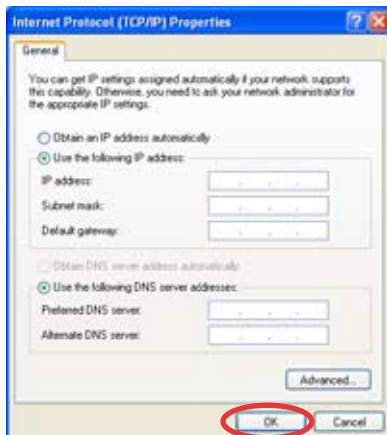 Internet Protocol (TCP/IP) Properties
General
You can get IP settings assigned automatically if your network supports
this capability. Otherwise, you need to ask your network administrator for
the appropriate IP settings.
Obtain an IP address automatically
Use the following IP address:
IP address:
Subnet mask:
Default gateway:
Obtain DNS server address automatically
Use the following DNS server addresses:
Preferred DNS server:
Alternate DNS server:
Advanced...
OK
Cancel